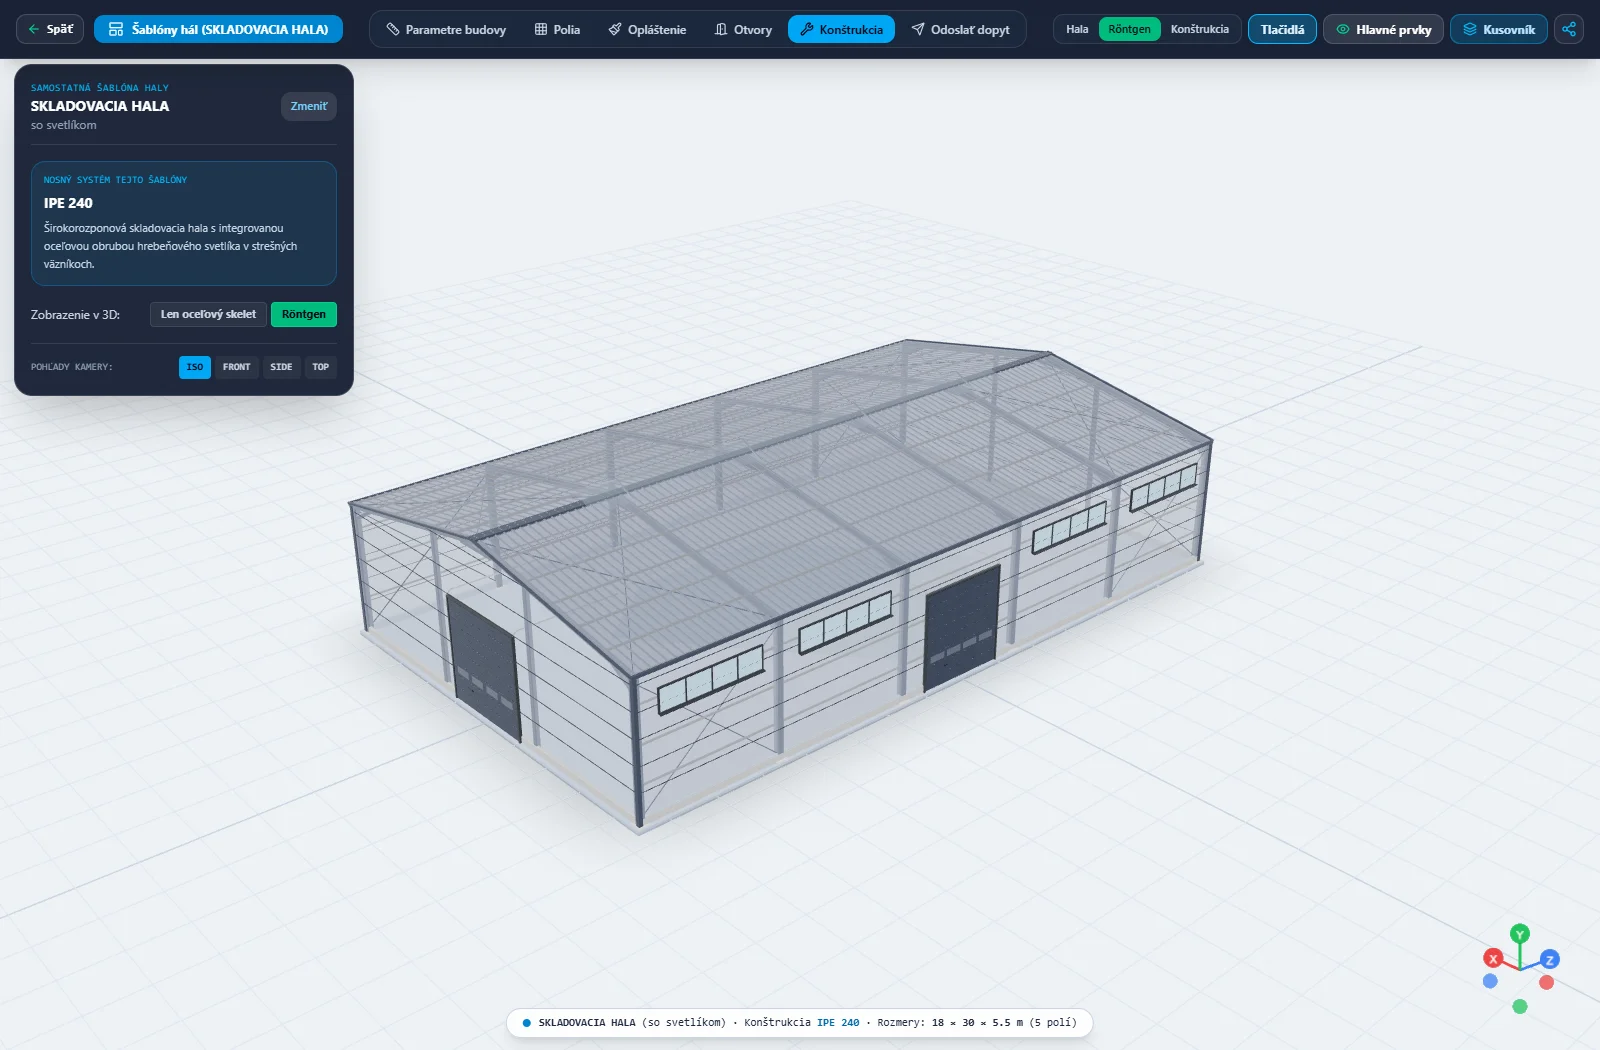 Späť
Šablóny hál (SKLADOVACIA HALA)
Parametre budovy
Polia
Opláštenie
Otvory
Konštrukcia
Odoslať dopyt
Hala
Röntgen
Konštrukcia
Tlačidlá
Hlavné prvky
Kusovník
SAMOSTATNÁ ŠABLÓNA HALY
SKLADOVACIA HALA
so svetlíkom
Zmeniť
NOSNÝ SYSTÉM TEJTO ŠABLÓNY
IPE 240
Širokorozponová skladovacia hala s integrovanou
oceľovou obrubou hrebeňového svetlíka v strešných
väzníkoch.
Zobrazenie v 3D:
Len oceľový skelet
Röntgen
POHĽADY KAMERY:
ISO
FRONT
SIDE
TOP
Y
X
Z
SKLADOVACIA HALA (so svetlíkom) · Konštrukcia IPE 240 · Rozmery: 18 × 30 × 5.5 m (5 polí)